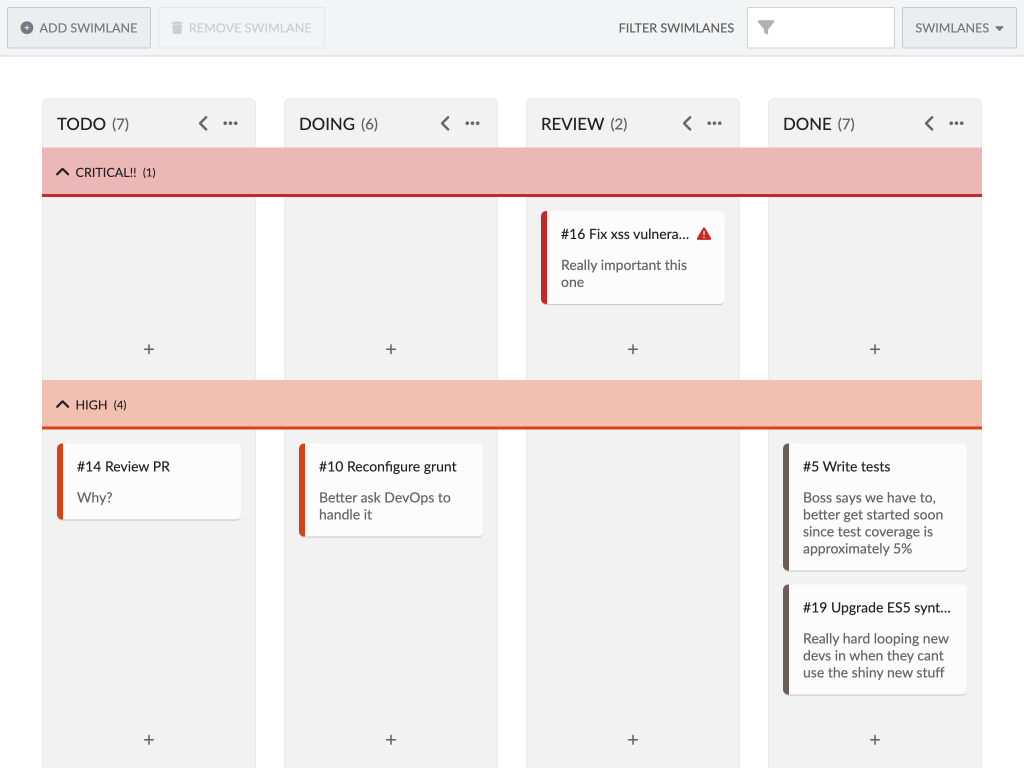 ADD SWIMLANE
REMOVE SWIMLANE
FILTER SWIMLANES
SWIMLANES
TODO (7)
DOING (6)
REVIEW (2)
DONE (7)
CRITICAL!! (1)
#16 Fix xss vulnera...
Really important this
one
HIGH (4)
#14 Review PR
Why?
#10 Reconfigure grunt
Better ask DevOps to
handle it
#5 Write tests
Boss says we have to,
better get started soon
since test coverage is
approximately 5%
#19 Upgrade ES5 synt...
Really hard looping new
devs in when they cant
use the shiny new stuff